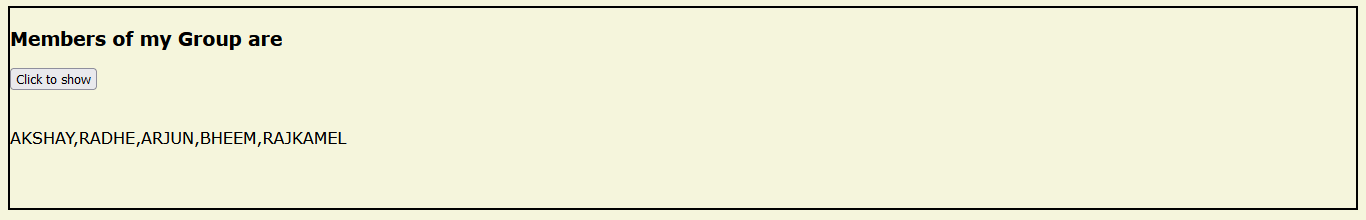 Members of my Group are
Click to show
AKSHAY,RADHE,ARJUN,BHEEM,RAJKAMEL